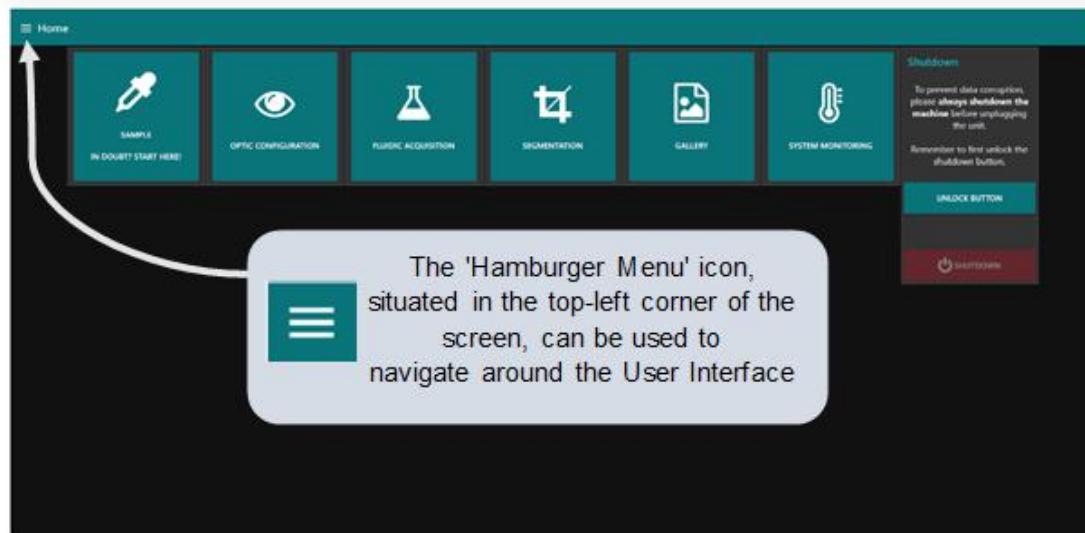 Home
SAMPLE
IN DOUBT? START HERE!
OPTIC CONFIGURATION
FLUIDIC ACQUISITION
SEGMENTATION
GALLERY
SYSTEM MONITORING
Shutdown
To prevent data corruption,
please always shutdown the
machine before unplugging
the unit.
Remember to first unlock the
shutdown button.
UNLOCK BUTTON
SHUTDOWN
The 'Hamburger Menu' icon,
situated in the top-left corner of the
screen, can be used to
navigate around the User Interface